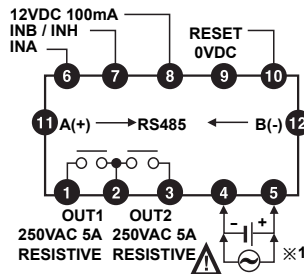 12VDC 100mA
INB / INH
INA
RESET
0VDC
6 7 8 9 10
11 A(+) RS485 B(-) 12
1 2 3 4 5
- +
OUT1 OUT2
250VAC 5A 250VAC 5A
RESISTIVE RESISTIVE
※1